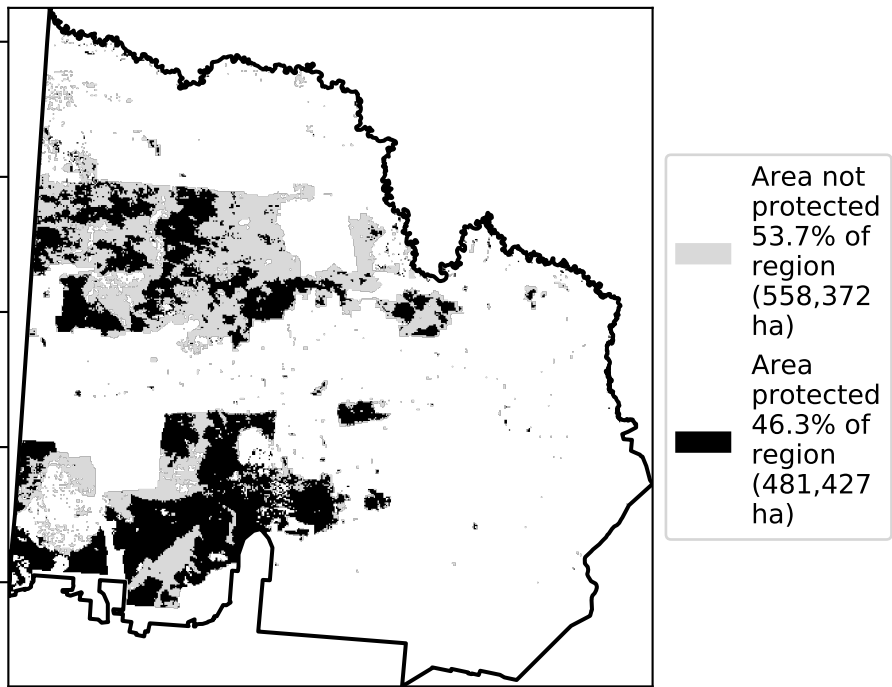 Area not
protected
53.7% of
region
(558,372
ha)
Area
protected
46.3% of
region
(481,427
ha)